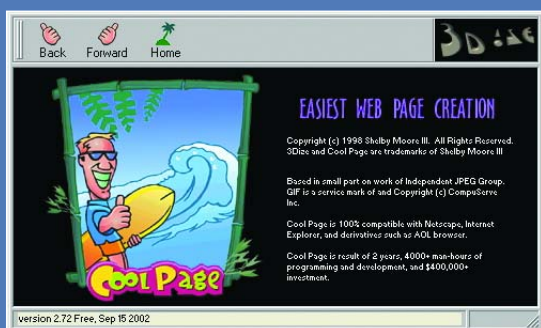 Back Forward Home
3DIZE
EASIEST WEB PAGE CREATION
Copyright (c) 1998 Shelby Moore III. All Rights Reserved.
3Dize and Cool Page are trademarks of Shelby Moore III
Based in small part on work of Independent JPEG Group.
GIF is a service mark of and Copyright (c) CompuServe
Inc.
Cool Page is 100% compatible with Netscape, Internet
Explorer, and derivatives such as AOL browser.
Cool Page is result of 2 years, 4000+ man-hours of
programming and development, and $400,000+
investment.
COOL PAGE
version 2.72 Free, Sep 15 2002